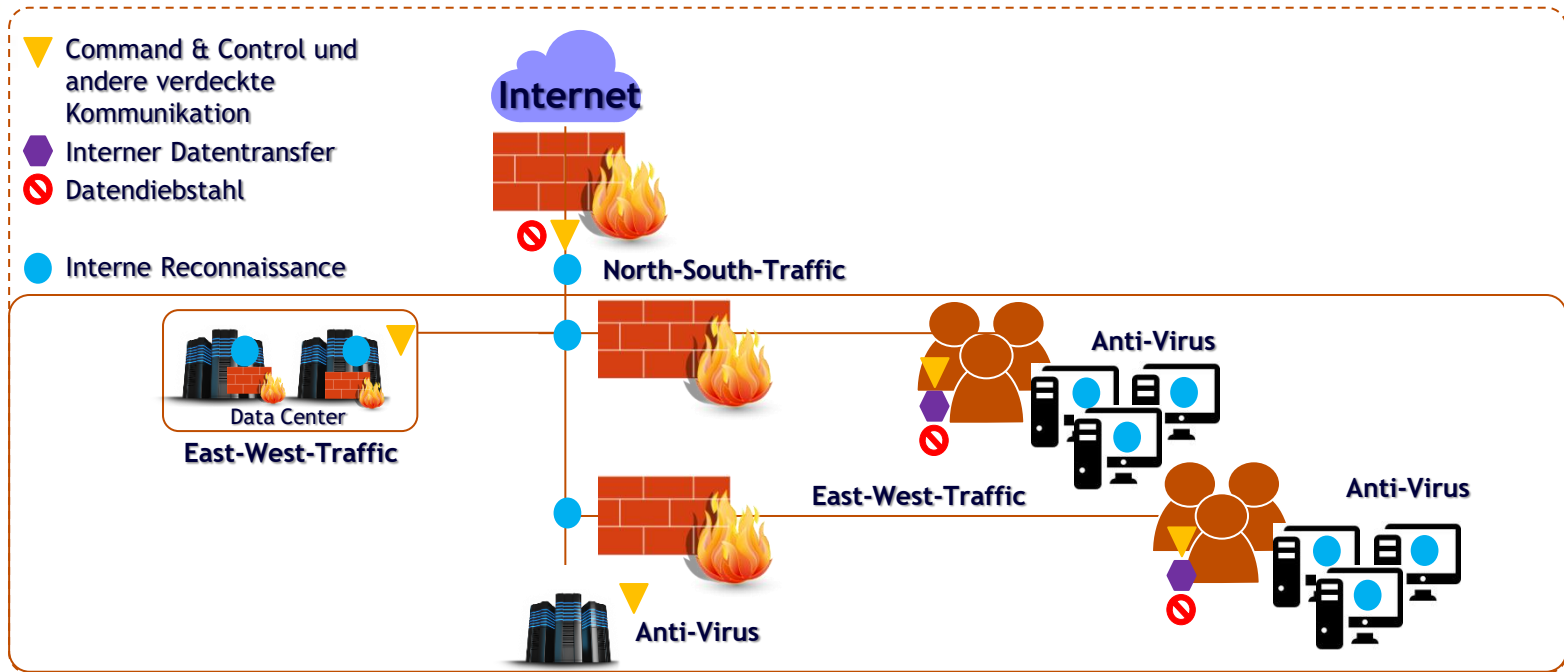 Command & Control und
andere verdeckte
Kommunikation
Interner Datentransfer
Datendiebstahl
Interne Reconnaissance
Internet
North-South-Traffic
Data Center
East-West-Traffic
Anti-Virus
East-West-Traffic
Anti-Virus
Anti-Virus